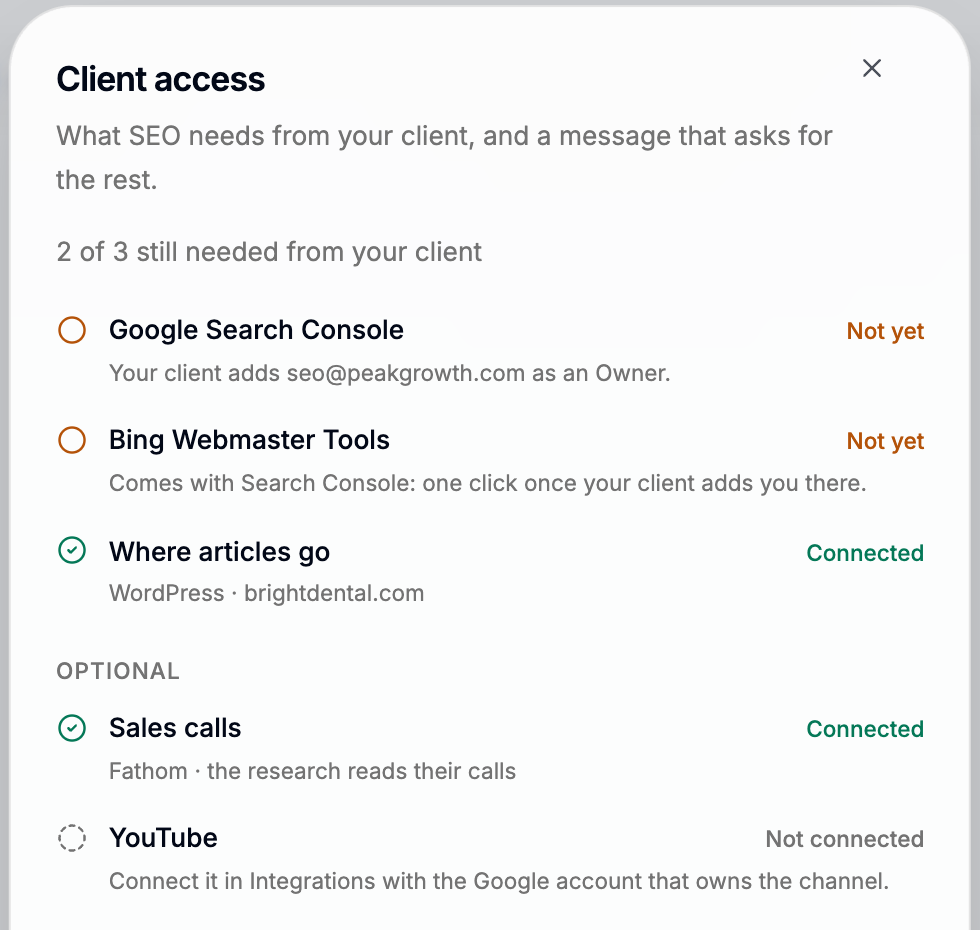 Client access
What SEO needs from your client, and a message that asks for
the rest.
2 of 3 still needed from your client
Google Search Console
Not yet
Your client adds seo@peakgrowth.com as an Owner.
Bing Webmaster Tools
Not yet
Comes with Search Console: one click once your client adds you there.
Where articles go
Connected
WordPress · brightdental.com
OPTIONAL
Sales calls
Connected
Fathom · the research reads their calls
YouTube
Not connected
Connect it in Integrations with the Google account that owns the channel.